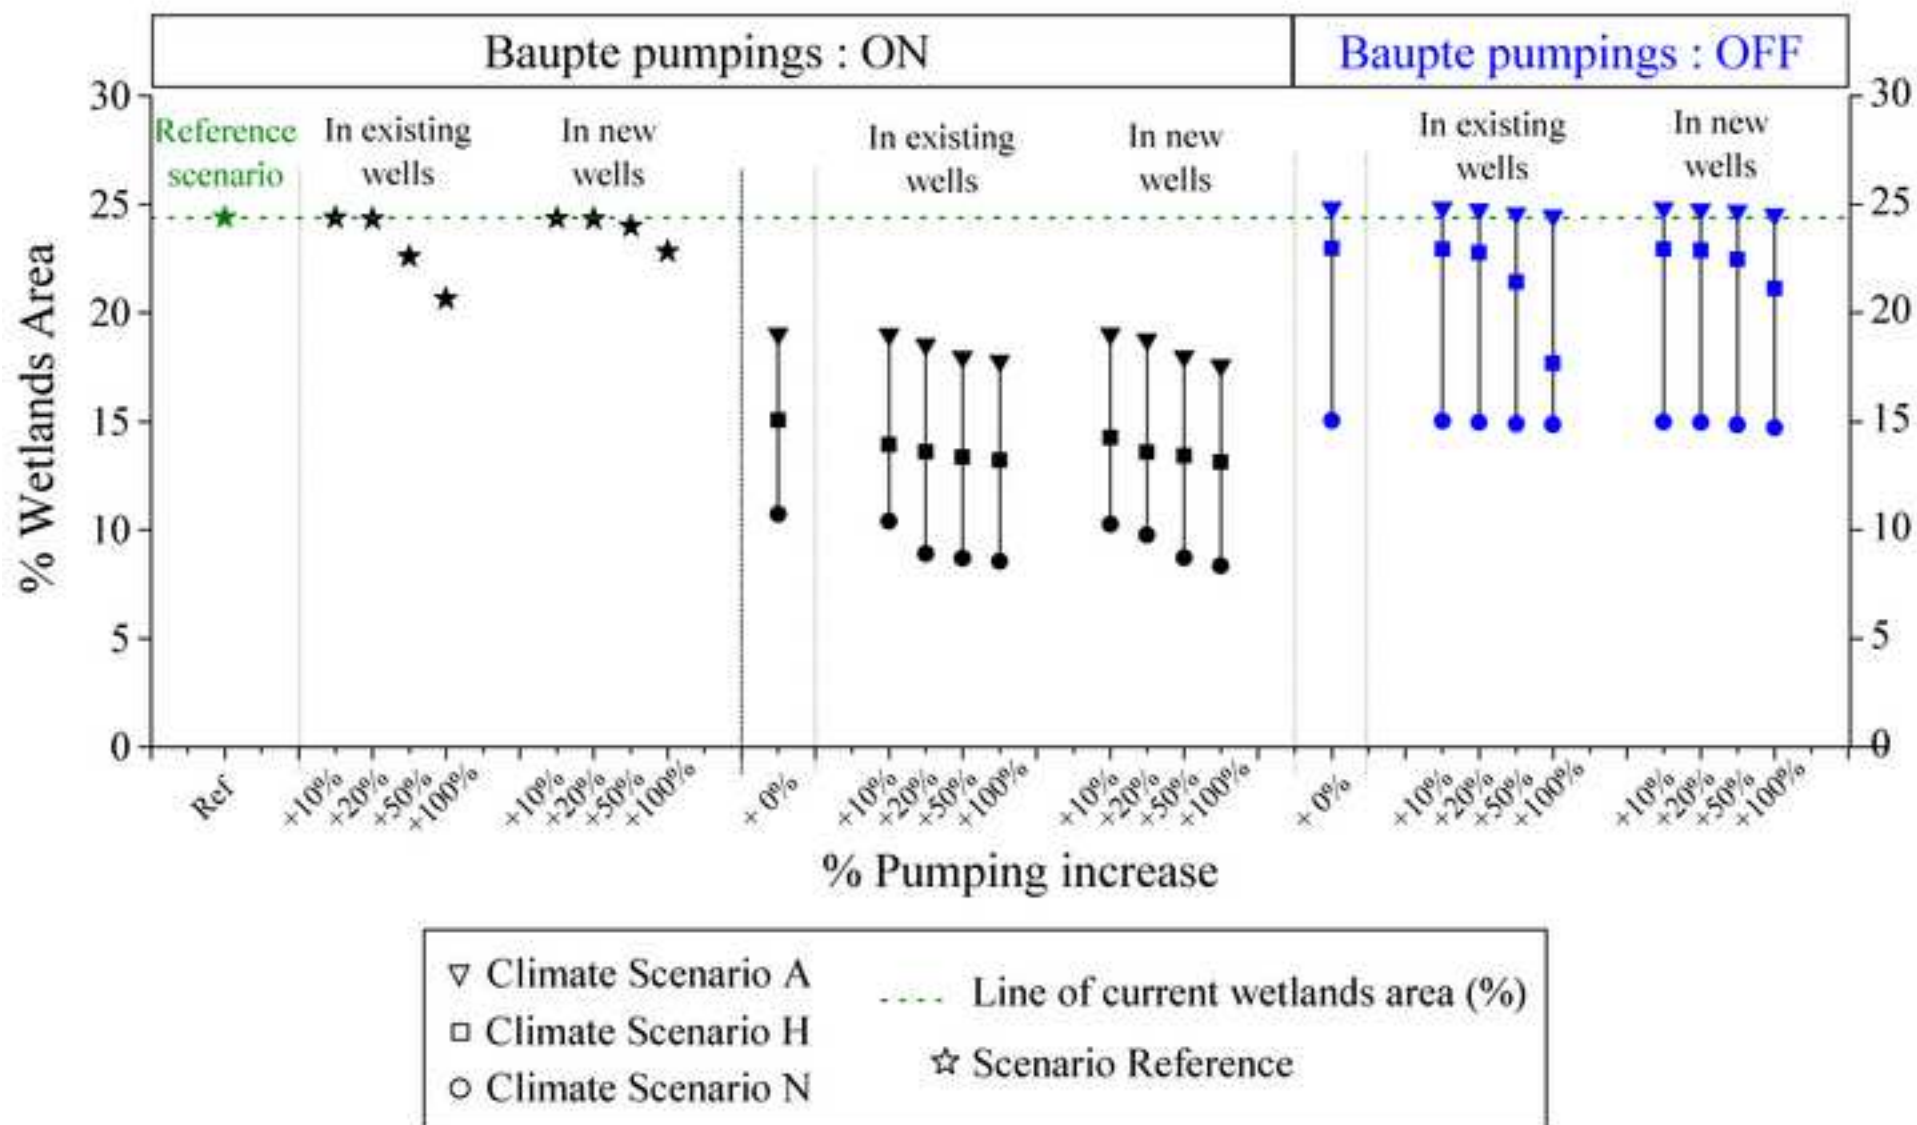 Baupte pumpings : ON
Baupte pumpings : OFF
% Wetlands Area
30
25
20
15
10
5
0
Reference
scenario
In existing
wells
In new
wells
In existing
wells
In new
wells
In existing
wells
In new
wells
30
25
20
15
10
5
0
Ref
+10%
+20%
+50%
+100%
+10%
+20%
+50%
+100%
+ 0%
+10%
+20%
+50%
+100%
+10%
+20%
+50%
+100%
+ 0%
+10%
+20%
+50%
+100%
+10%
+20%
+50%
+100%
% Pumping increase
Climate Scenario A
Climate Scenario H
Climate Scenario N
Line of current wetlands area (%)
Scenario Reference